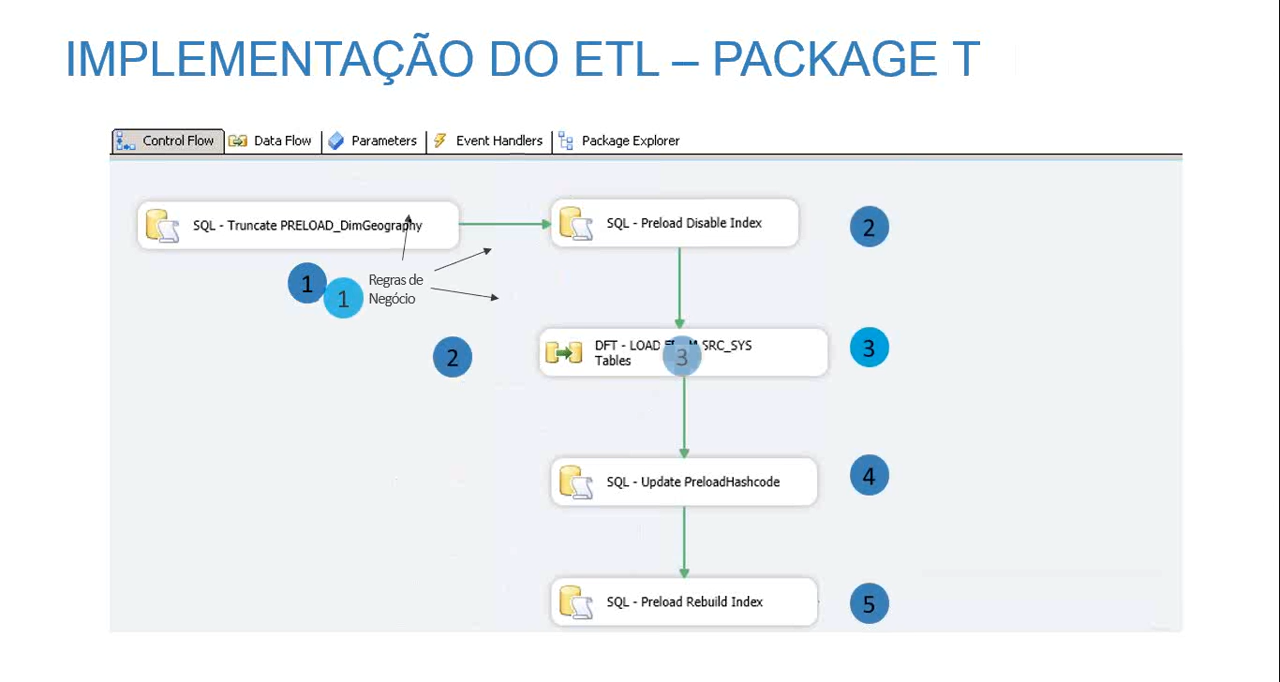 IMPLEMENTAÇÃO DO ETL – PACKAGE T
Control Flow
Data Flow
Parameters
Event Handlers
Package Explorer
SQL - Truncate PRELOAD_DimGeography
SQL - Preload Disable Index
2
1
1
Regras de
Negócio
2
DFT - LOAD SRC_SYS
Tables
3
3
SQL - Update PreloadHashcode
4
SQL - Preload Rebuild Index
5